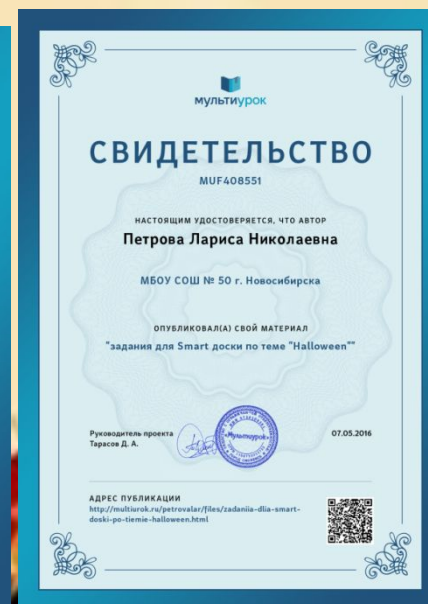 мультиурок
СВИДЕТЕЛЬСТВО
MUF408551
НАСТОЯЩИМ УДОСТОВЕРЯЕТСЯ, ЧТО АВТОР
Петрова Лариса Николаевна
МБОУ СОШ № 50 г. Новосибирска
ОПУБЛИКОВАЛ(А) СВОЙ МАТЕРИАЛ
"задания для Smart доски по теме "Halloween""
Руководитель проекта
Тарасов Д. А.
«Мультиурок»
07.05.2016
АДРЕС ПУБЛИКАЦИИ
http://multiurok.ru/petrovalar/files/zadaniia-dlia-smart-
doski-po-tiemie-halloween.html